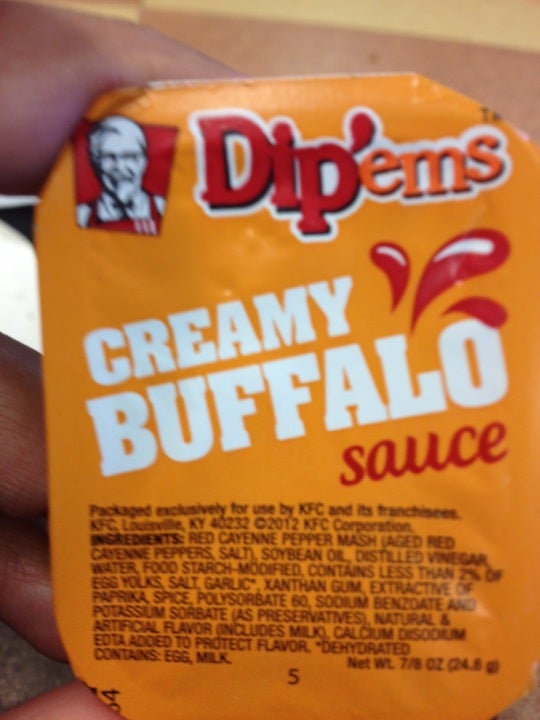 Dip'ems
TM
CREAMY
BUFFALO
sauce
Packaged exclusively for use by KFC and its franchisees.
KFC, Louisville, KY 40232 ©2012 KFC Corporation.
INGREDIENTS: RED CAYENNE PEPPER MASH (AGED RED
CAYENNE PEPPERS, SALT), SOYBEAN OIL, DISTILLED VINEGAR,
WATER, FOOD STARCH-MODIFIED, CONTAINS LESS THAN 2% OF
EGG YOLKS, SALT, GARLIC*, XANTHAN GUM, EXTRACTIVE OF
PAPRIKA, SPICE, POLYSORBATE 60, SODIUM BENZOATE AND
POTASSIUM SORBATE (AS PRESERVATIVES), NATURAL &
ARTIFICIAL FLAVOR (INCLUDES MILK), CALCIUM DISODIUM
EDTA ADDED TO PROTECT FLAVOR. *DEHYDRATED
CONTAINS: EGG, MILK.
Net Wt. 7/8 OZ (24.8 g)
5